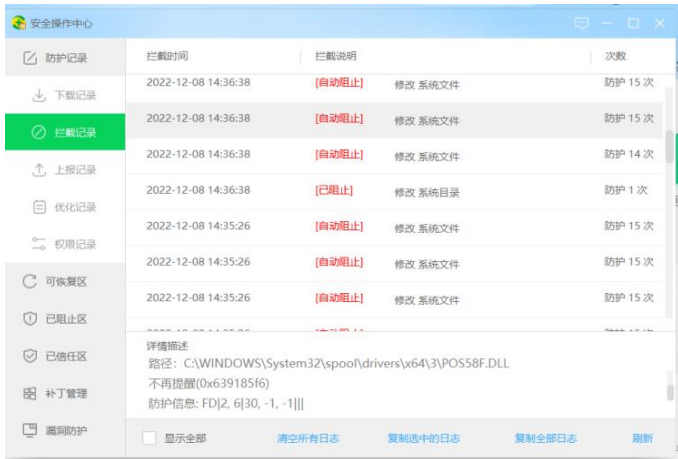 安全操作中心
防护记录
下载记录
拦截记录
上报记录
优化记录
权限记录
可恢复区
已阻止区
已信任区
补丁管理
漏洞防护
拦截时间 拦截说明 次数
2022-12-08 14:36:38 [自动阻止] 修改 系统文件 防护 15 次
2022-12-08 14:36:38 [自动阻止] 修改 系统文件 防护 15 次
2022-12-08 14:36:38 [自动阻止] 修改 系统文件 防护 14 次
2022-12-08 14:36:38 [已阻止] 修改 系统目录 防护 1 次
2022-12-08 14:35:26 [自动阻止] 修改 系统文件 防护 15 次
2022-12-08 14:35:26 [自动阻止] 修改 系统文件 防护 15 次
2022-12-08 14:35:26 [自动阻止] 修改 系统文件 防护 15 次
详情描述
路径：C:\WINDOWS\System32\spool\drivers\x64\3\POS58F.DLL
不再提醒(0x639185f6)
防护信息: FD|2, 6|30, -1, -1|||
显示全部 清空所有日志 复制选中的日志 复制全部日志 刷新